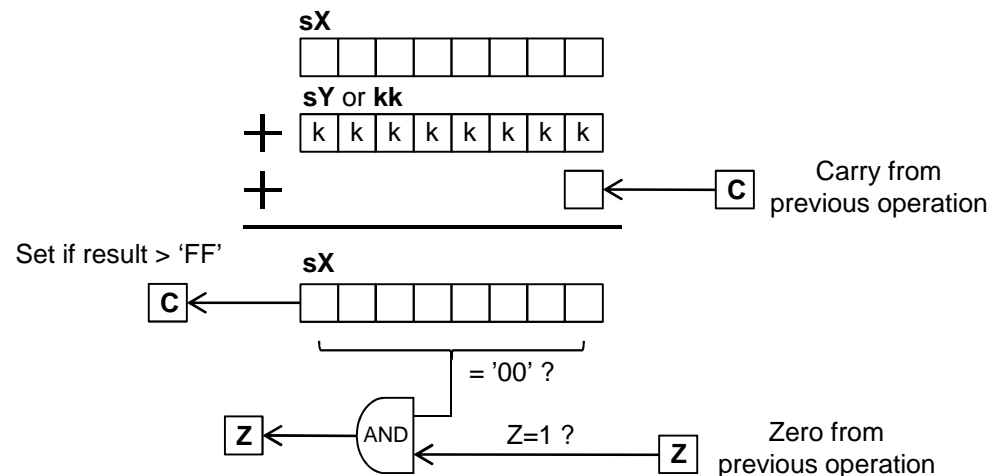 sX
sY or kk
+ k k k k k k k k
+
C
Carry from
previous operation
Set if result > ‘FF’
sX
C
= ’00’ ?
Z
AND
Z=1 ?
Z
Zero from
previous operation